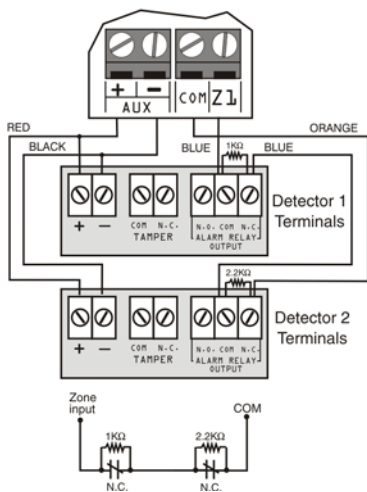 + − COM Z1
AUX
RED ORANGE
BLACK BLUE 1KΩ BLUE
+ − COM N.C. N.O. COM N.C.
TAMPER ALARM RELAY
OUTPUT
Detector 1
Terminals
2.2KΩ
+ − COM N.C. N.O. COM N.C.
TAMPER ALARM RELAY
OUTPUT
Detector 2
Terminals
Zone
input
COM
1KΩ 2.2KΩ
N.C. N.C.